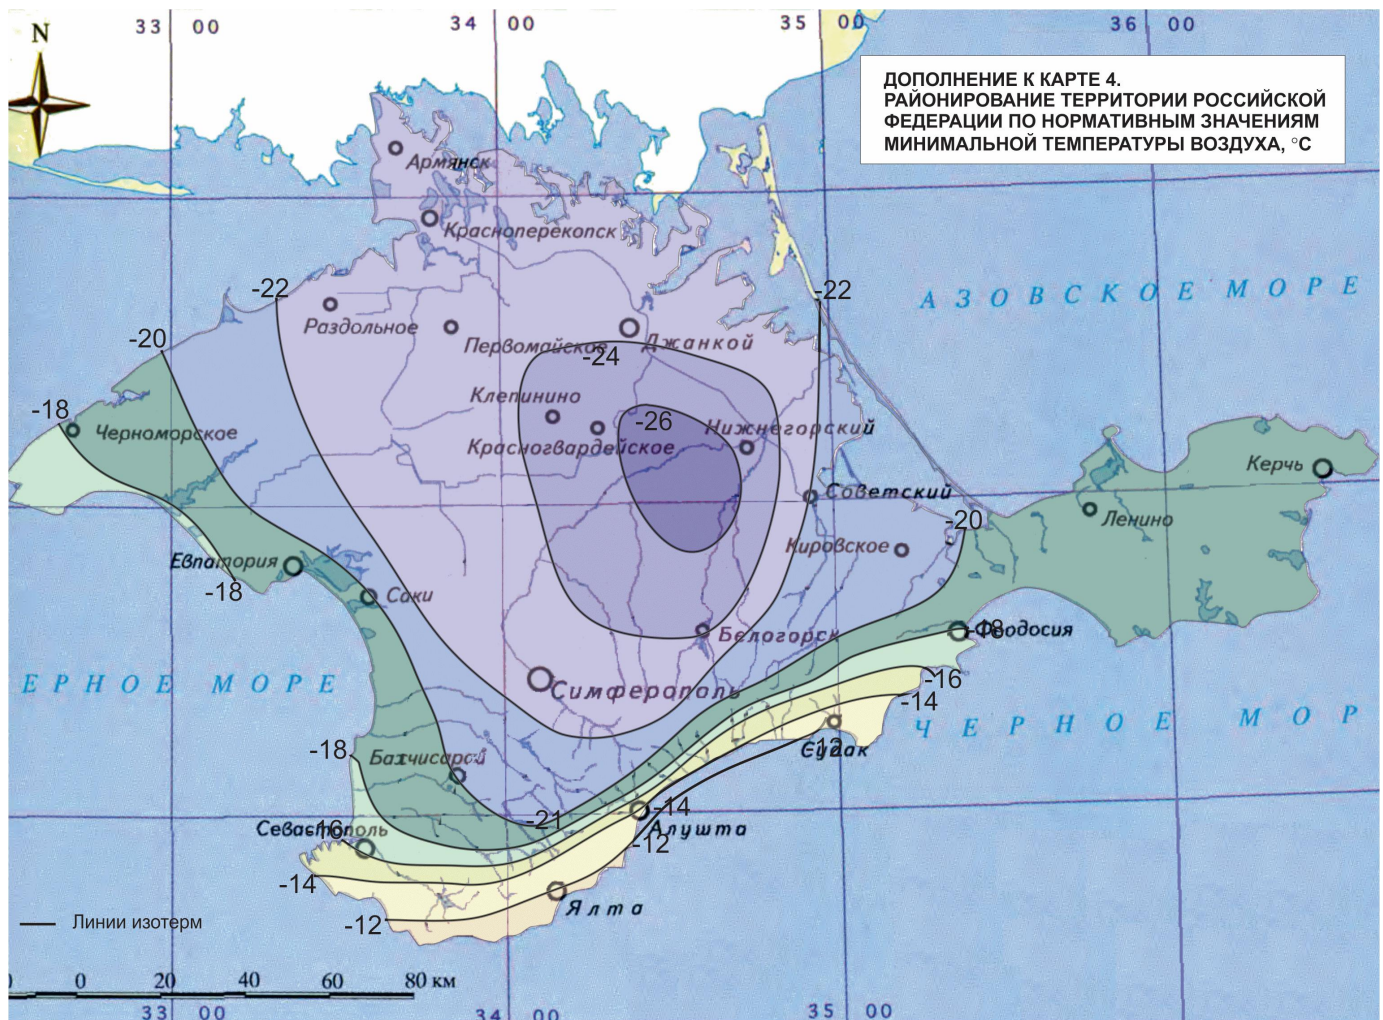 33 00
34 00
35 00
36 00
N
ДОПОЛНЕНИЕ К КАРТЕ 4.
РАЙОНИРОВАНИЕ ТЕРРИТОРИИ РОССИЙСКОЙ
ФЕДЕРАЦИИ ПО НОРМАТИВНЫМ ЗНАЧЕНИЯМ
МИНИМАЛЬНОЙ ТЕМПЕРАТУРЫ ВОЗДУХА, °С
Армянск
Красноперекопск
-22
-22
АЗОВСКОЕ МОРЕ
Раздольное
-20
Первомайское
Джанкой
-24
Клепинино
-18
-26
Черноморское
Нижнегорский
Красногвардейское
Керчь
Советский
Ленино
-20
Кировское
Евпатория
-18
Саки
Белогорск
-18
Феодосия
ЕРНОЕ МОРЕ
Симферополь
-16
-14
ЧЕРНОЕ МОР
-18
Бахчисарай
-12
Судак
-14
-21
Севастополь
-16
Алушта
-12
-14
Ялта
-12
Линии изотерм
0 20 40 60 80 км
33 00
34 00
35 00